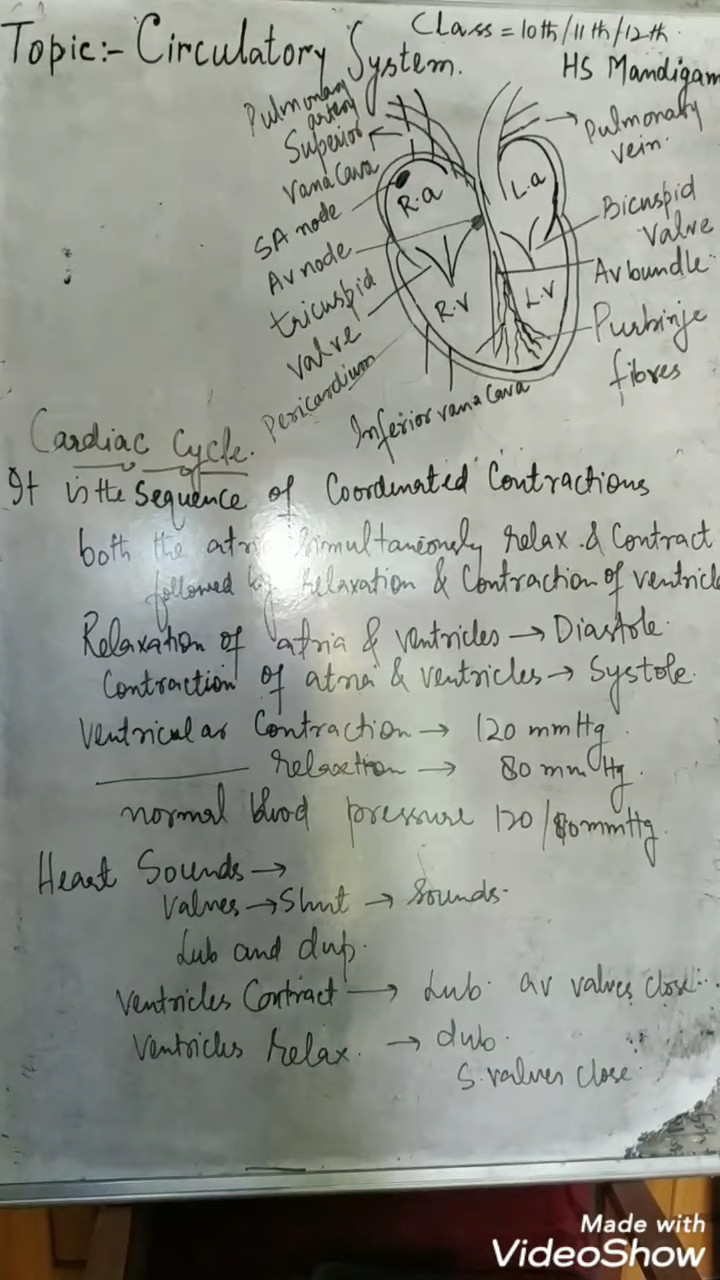 Topic:- Circulatory System.
Class = 10th/11th/12th.
HS Mandigam
Pulmonary artery
Superior vana Cava
SA node
Av node
tricuspid valve
Pericardium
R.a
L.a
R.V
L.V
Pulmonary vein.
Bicuspid Valve
Av bundle
Purbinje fibres
Inferior vana Cava
Cardiac Cycle.
It is the Sequence of Coordinated Contractions
both the atria Simultaneously relax & Contract
followed by relaxation & Contraction of ventricle
Relaxation of atria & ventricles → Diastole.
Contraction of atria & ventricles → Systole.
Ventricular Contraction → 120 mmHg.
relaxation → 80 mmHg.
normal blood pressure 120/80mmHg.
Heart Sounds →
Valves → Shut → Sounds.
Lub and dup.
Ventricles Contract → Lub. av valves close.
Ventricles relax. → dub.
S. valves close.
Made with
VideoShow